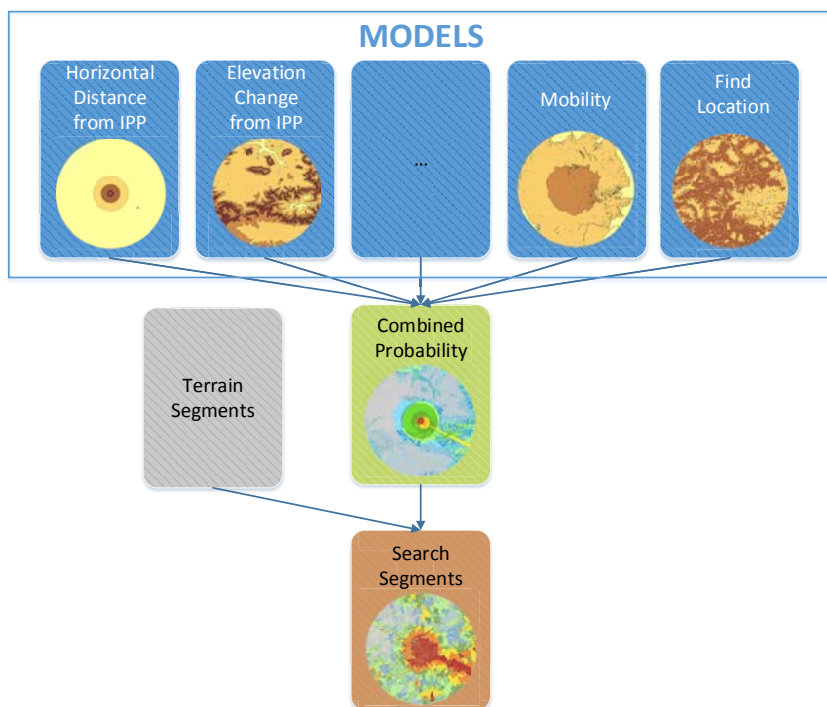 MODELS
Horizontal
Distance
from IPP
Elevation
Change
from IPP
...
Mobility
Find
Location
Combined
Probability
Terrain
Segments
Search
Segments